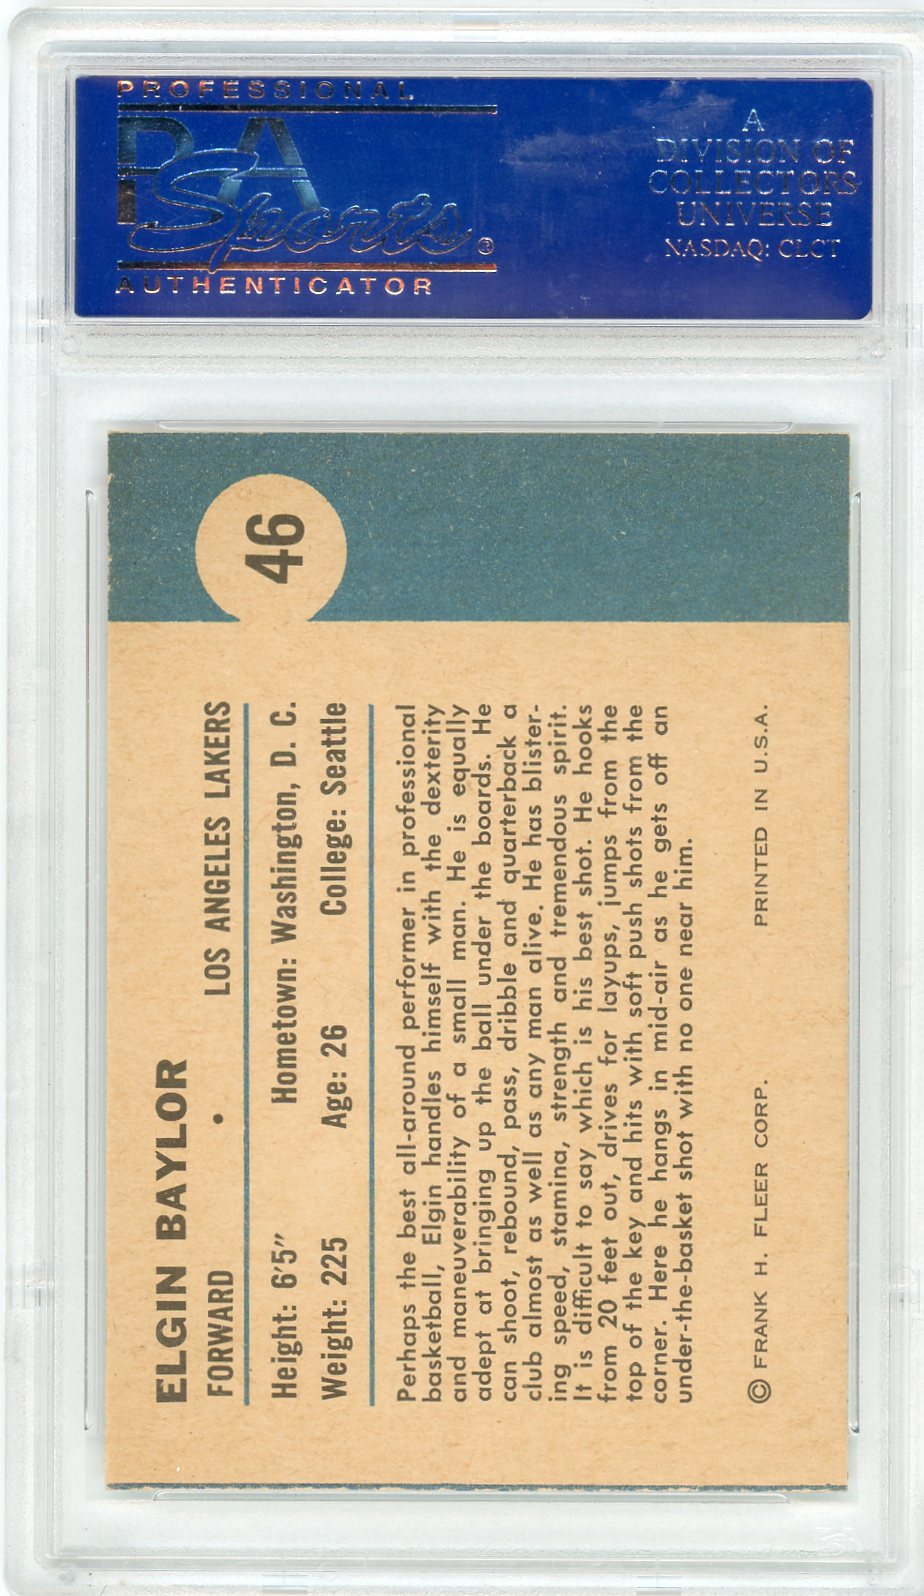 PROFESSIONAL
PSA
Sports®
AUTHENTICATOR
A
DIVISION OF
COLLECTORS
UNIVERSE
NASDAQ: CLCT
46
ELGIN BAYLOR
FORWARD • LOS ANGELES LAKERS
Height: 6'5" Hometown: Washington, D. C.
Weight: 225 Age: 26 College: Seattle
Perhaps the best all-around performer in professional
basketball, Elgin handles himself with the dexterity
and maneuverability of a small man. He is equally
adept at bringing up the ball under the boards. He
can shoot, rebound, pass, dribble and quarterback a
club almost as well as any man alive. He has blister-
ing speed, stamina, strength and tremendous spirit.
It is difficult to say which is his best shot. He hooks
from 20 feet out, drives for layups, jumps from the
top of the key and hits with soft push shots from the
corner. Here he hangs in mid-air as he gets off an
under-the-basket shot with no one near him.
© FRANK H. FLEER CORP. PRINTED IN U.S.A.